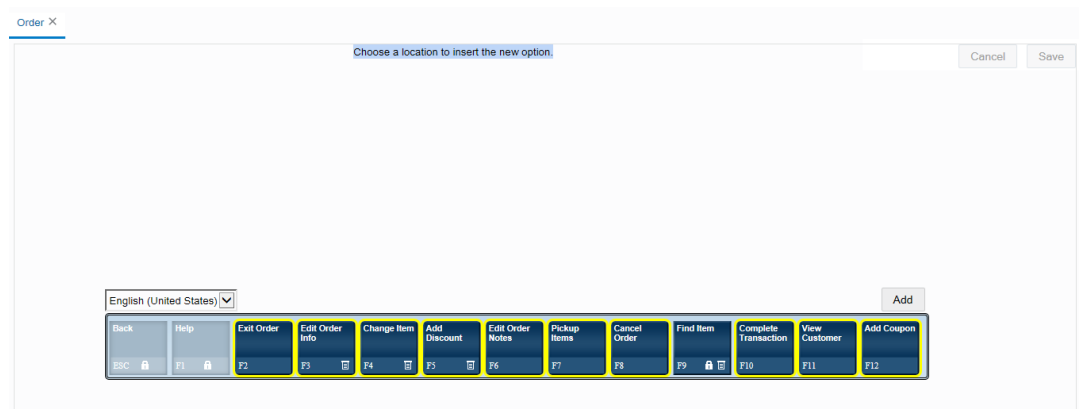 Order ×
Choose a location to insert the new option.
Cancel Save
English (United States)
Add
Back
ESC
Help
F1
Exit Order
F2
Edit Order
Info
F3
Change Item
F4
Add
Discount
F5
Edit Order
Notes
F6
Pickup
Items
F7
Cancel
Order
F8
Find Item
F9
Complete
Transaction
F10
View
Customer
F11
Add Coupon
F12